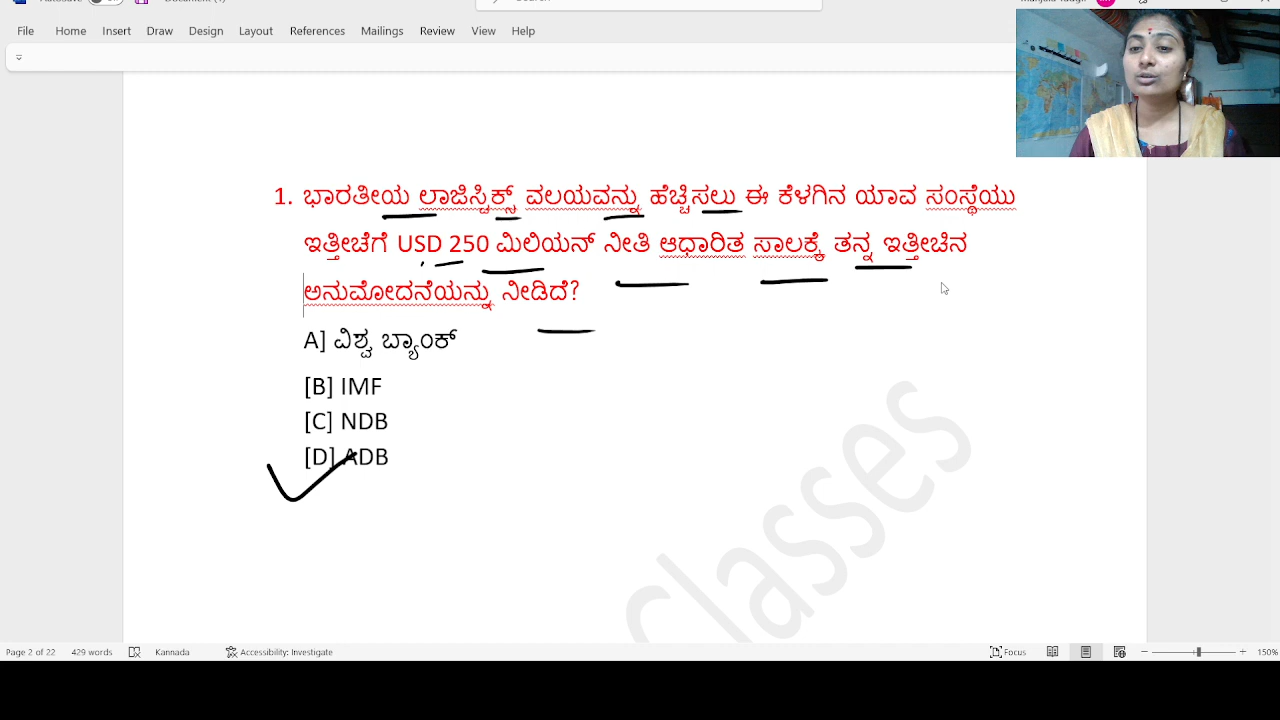 File Home Insert Draw Design Layout References Mailings Review View Help
1. ಭಾರತೀಯ ಲಾಜಿಸ್ಟಿಕ್ಸ್ ವಲಯವನ್ನು ಹೆಚ್ಚಿಸಲು ಈ ಕೆಳಗಿನ ಯಾವ ಸಂಸ್ಥೆಯು
ಇತ್ತೀಚೆಗೆ USD 250 ಮಿಲಿಯನ್ ನೀತಿ ಆಧಾರಿತ ಸಾಲಕ್ಕೆ ತನ್ನ ಇತ್ತೀಚಿನ
ಅನುಮೋದನೆಯನ್ನು ನೀಡಿದೆ?
A] ವಿಶ್ವ ಬ್ಯಾಂಕ್
[B] IMF
[C] NDB
[D] ADB
Classes
Page 2 of 22 429 words Kannada Accessibility: Investigate Focus 150%